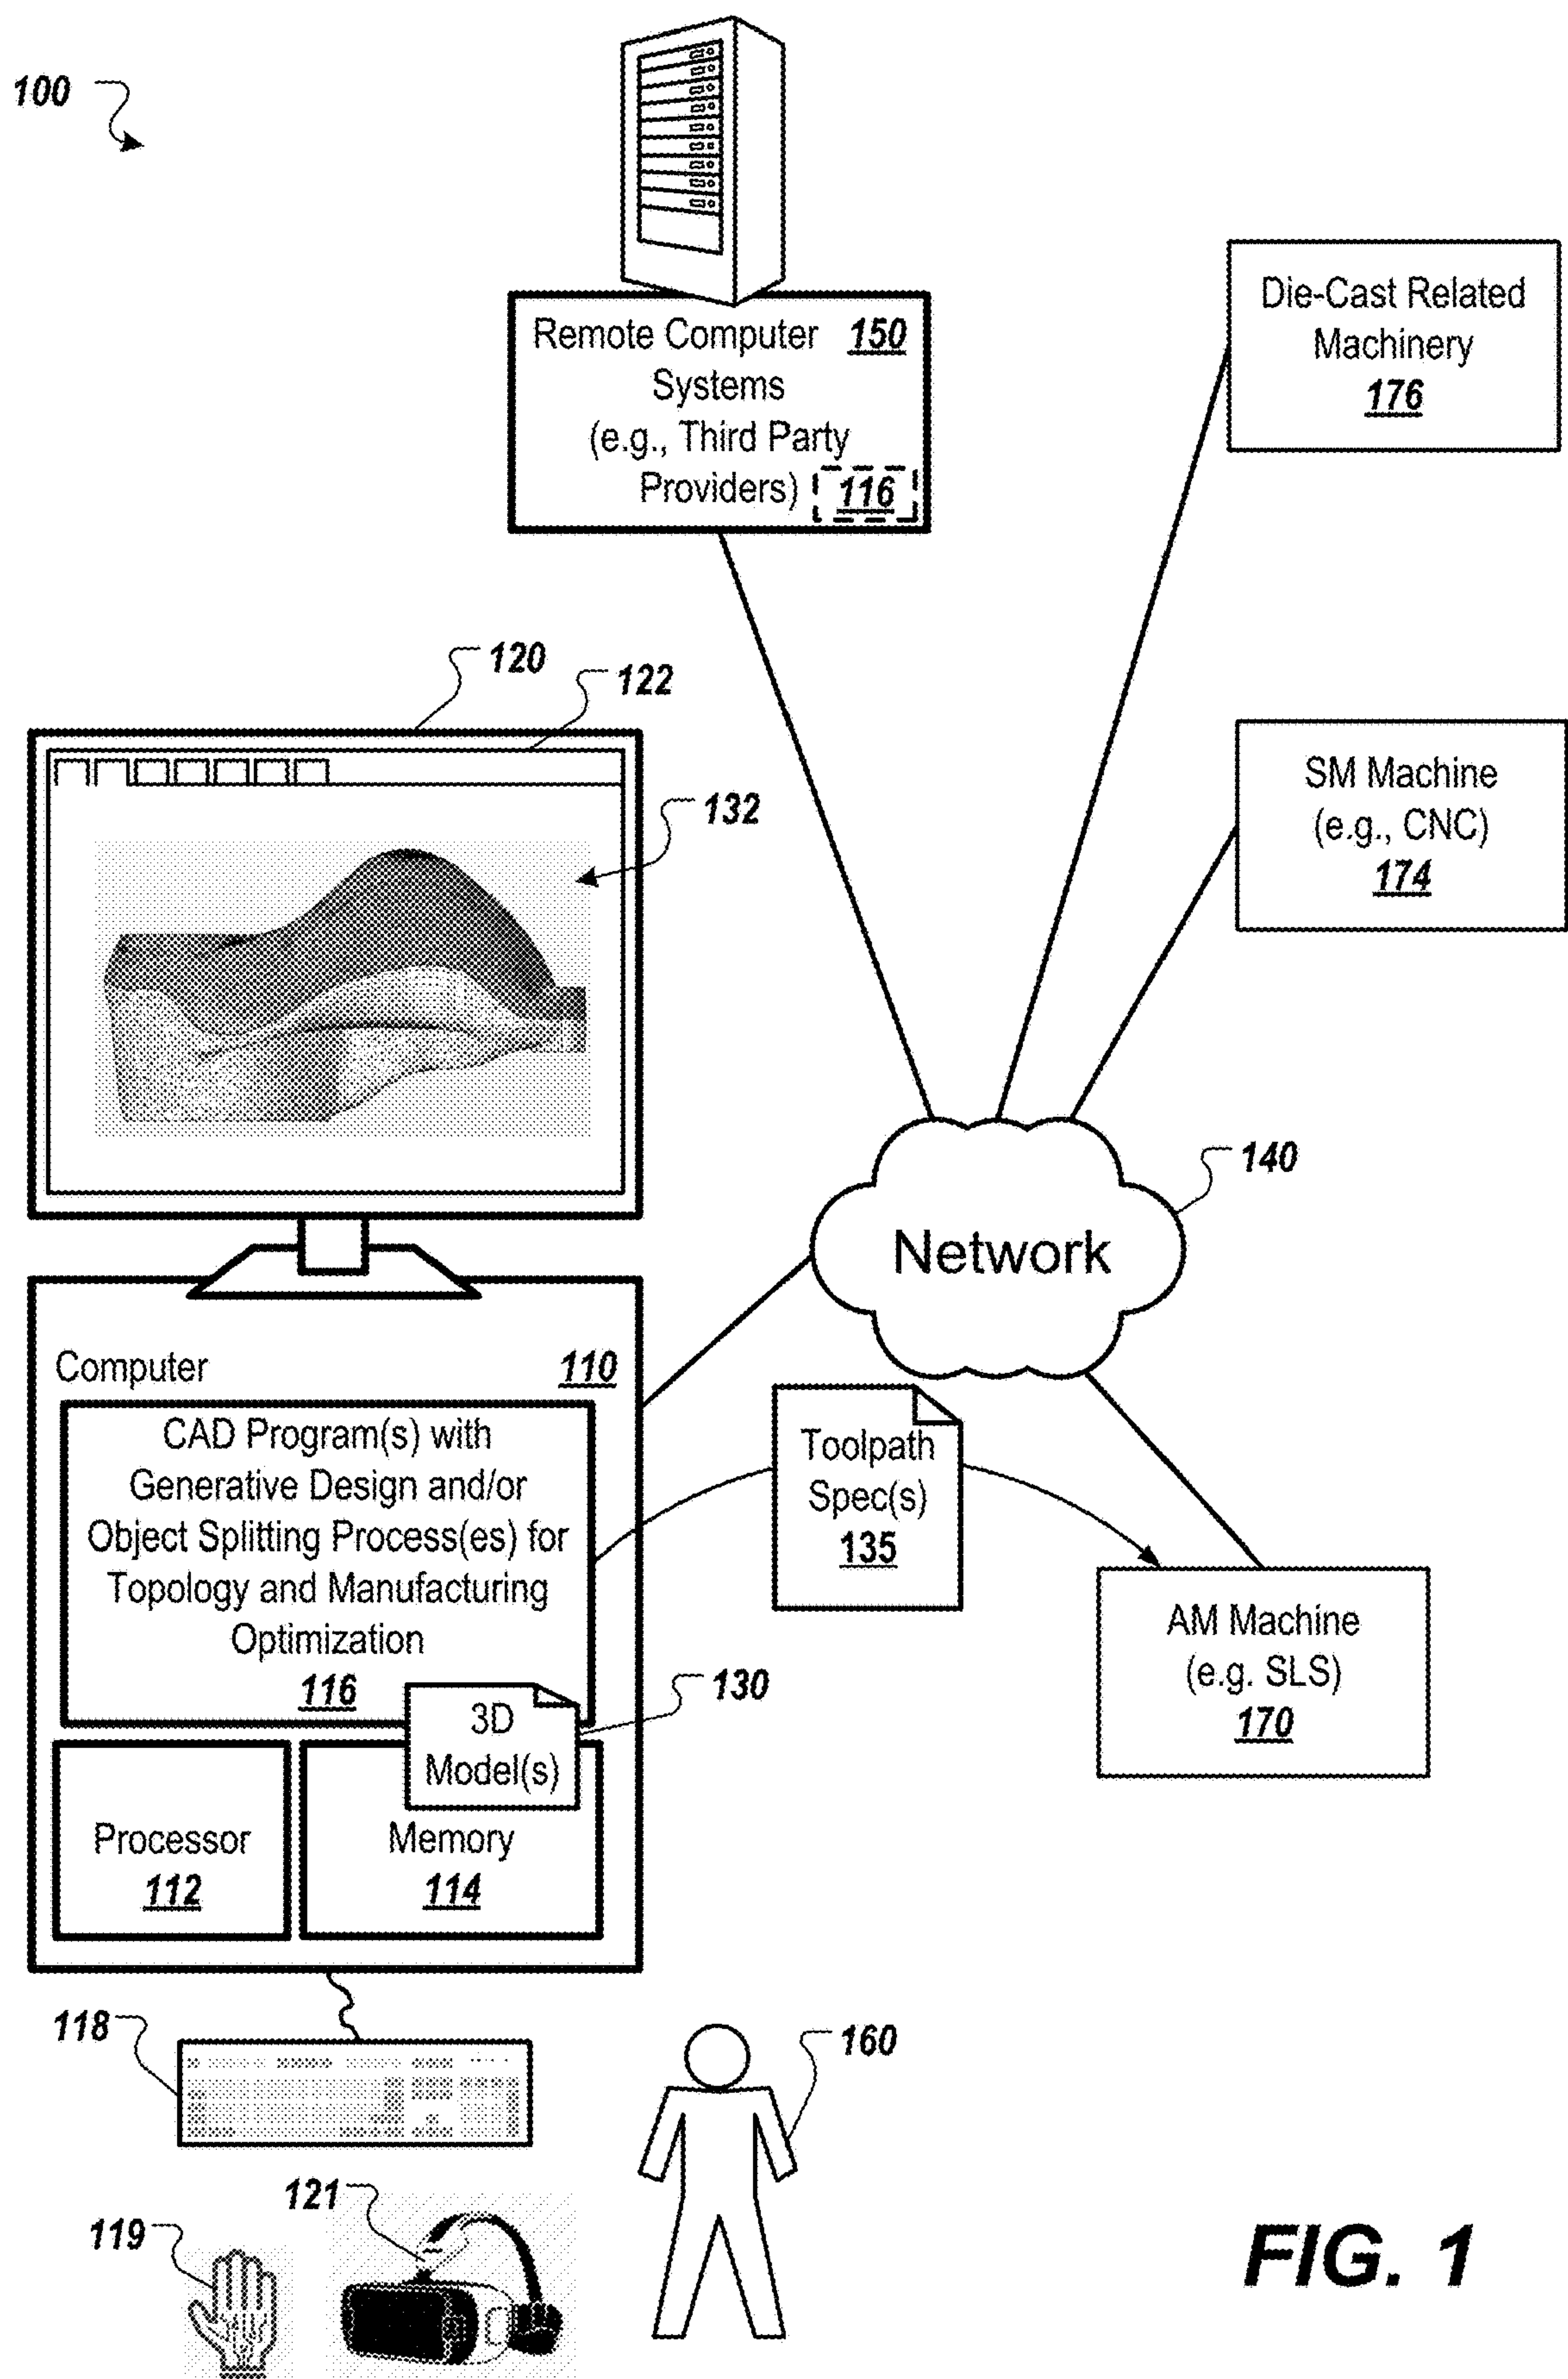 100
Remote Computer 150
Systems
(e.g., Third Party
Providers) 116
Die-Cast Related
Machinery
176
120
122
132
SM Machine
(e.g., CNC)
174
140
Network
Computer 110
CAD Program(s) with
Generative Design and/or
Object Splitting Process(es) for
Topology and Manufacturing
Optimization
116
3D
Model(s)
130
Processor
112
Memory
114
Toolpath
Spec(s)
135
AM Machine
(e.g. SLS)
170
118
160
121
119
FIG. 1